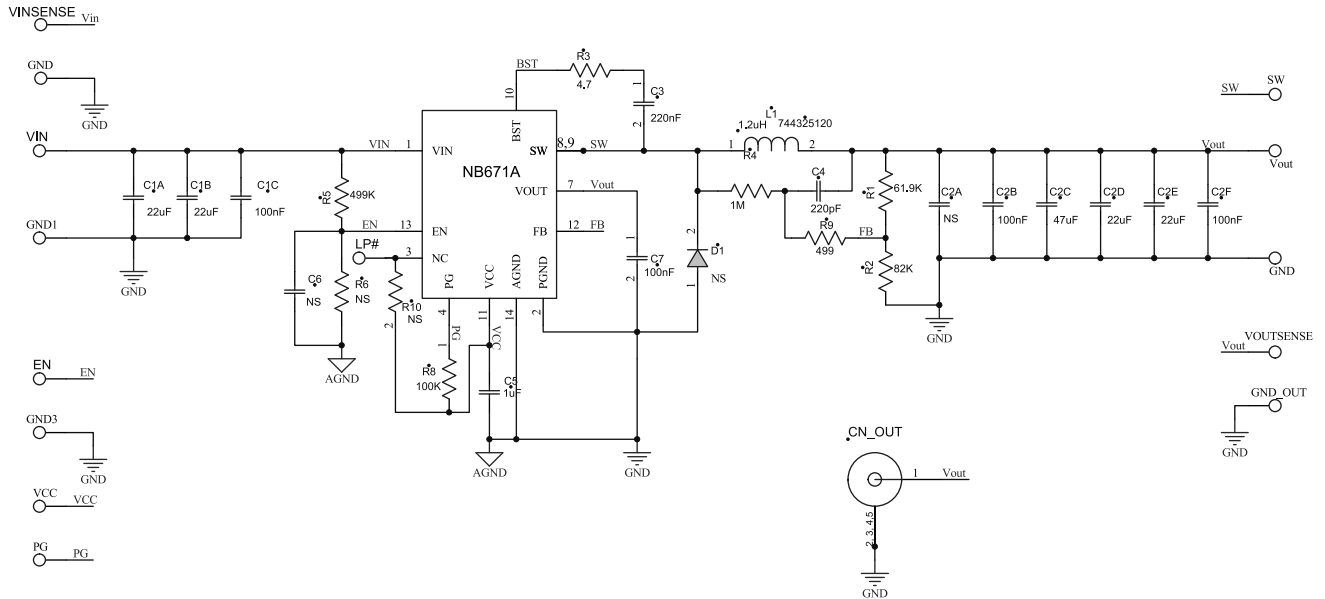 VINSENSE
Vin
GND
GND
VIN
C1A
22uF
C1B
22uF
C1C
100nF
GND1
GND
EN
EN
GND3
GND
VCC
VCC
PG
PG
VIN
1
R5
499K
EN
13
LP#
3
C6
NS
R6
NS
AGND
R10
NS
2
BST
10
R3
4.7
1
C3
2
220nF
NB671A
VIN
BST
SW
VOUT
EN
FB
NC
PG
VCC
AGND
PGND
8,9
SW
7
Vout
12
FB
4
PG
1
R8
100K
11
VCC
C5
1uF
14
2
AGND
1
C7
100nF
2
GND
2
D1
NS
1
L1
1.2uH
744325120
1
2
R4
1M
C4
220pF
R9
499
FB
R1
61.9K
R2
82K
C2A
NS
C2B
100nF
C2C
47uF
C2D
22uF
C2E
22uF
C2F
100nF
GND
SW
SW
Vout
Vout
GND
VOUTSENSE
Vout
GND_OUT
GND
CN_OUT
1
Vout
2, 3, 4,5
GND